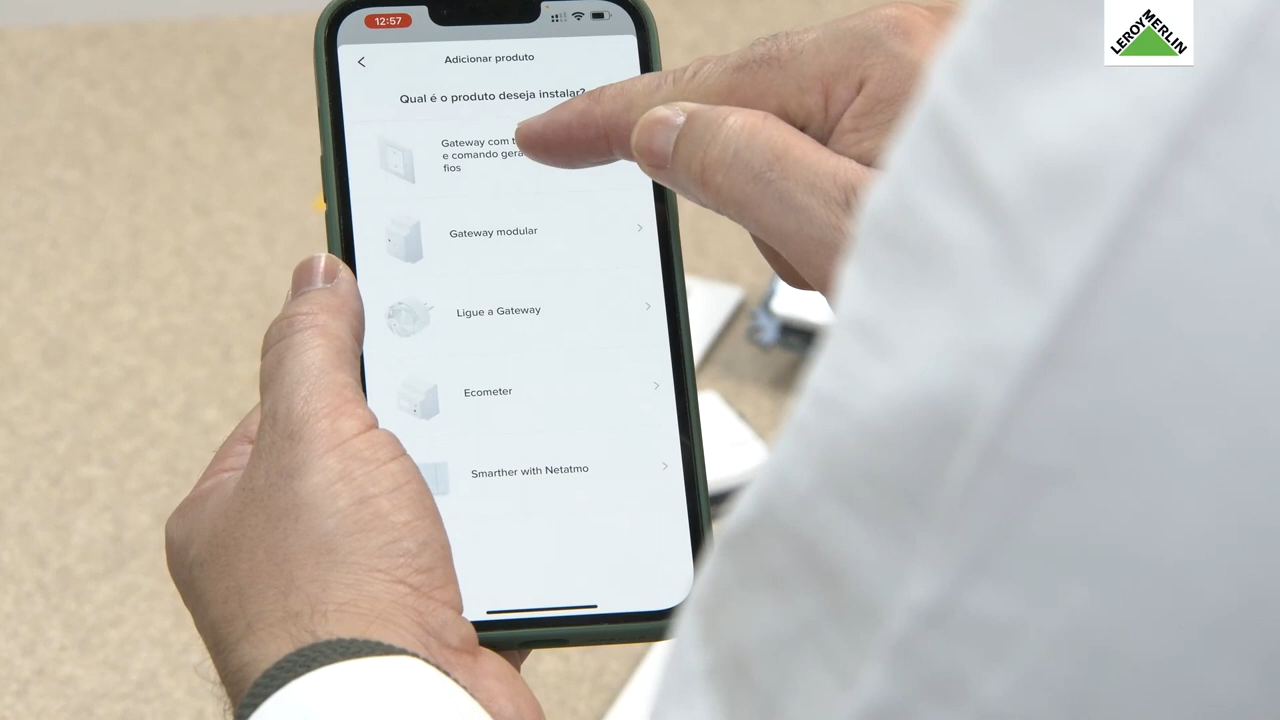 12:57
LEROY MERLIN
Adicionar produto
Qual é o produto deseja instalar?
Gateway com
e comando
fios
Gateway modular
Ligue a Gateway
Ecometer
Smarther with Netatmo